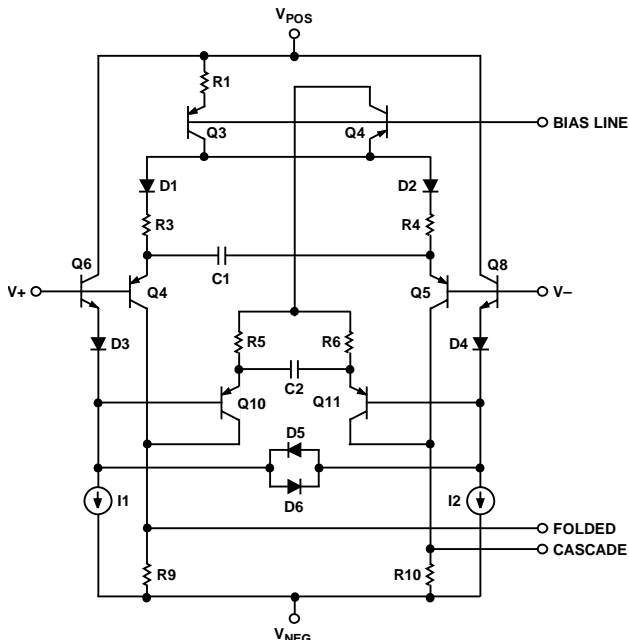 VPOS
R1
Q3
Q4
BIAS LINE
D1
D2
R3
R4
C1
Q6
Q8
V+
Q4
Q5
V–
D3
D4
R5
R6
C2
Q10
Q11
D5
D6
I1
I2
FOLDED
CASCADE
R9
R10
VNEG